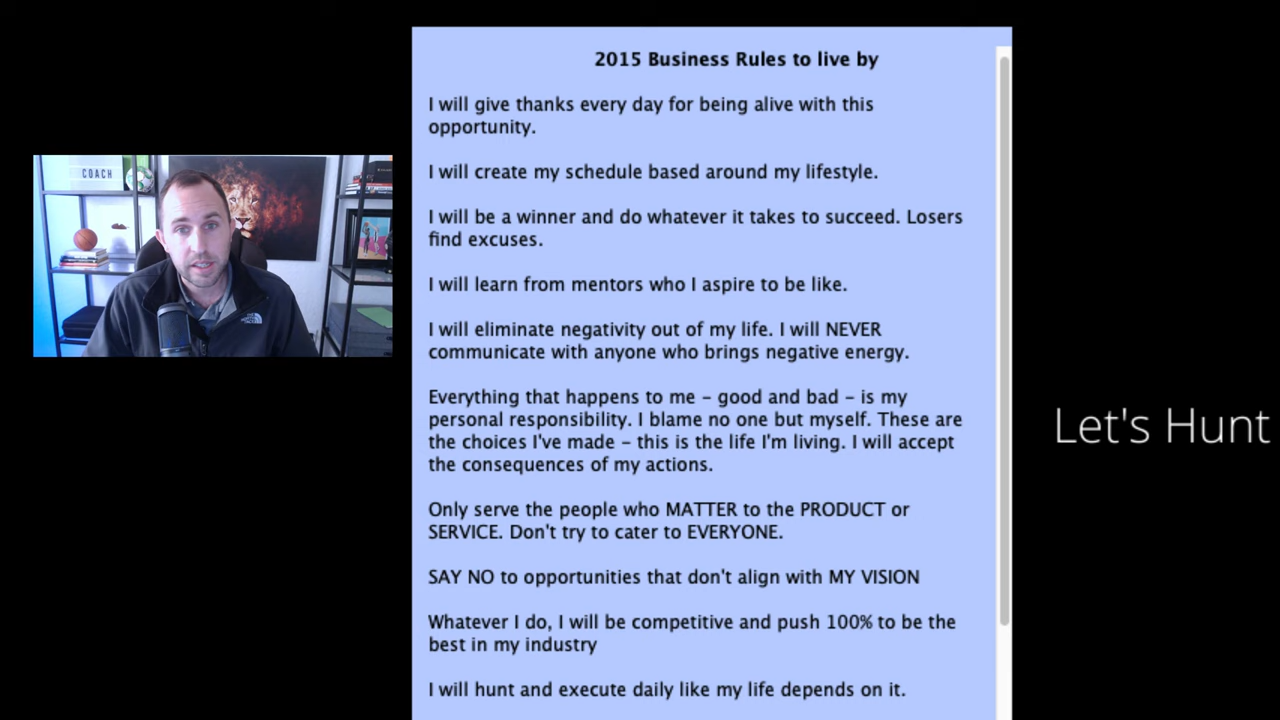 2015 Business Rules to live by
I will give thanks every day for being alive with this
opportunity.
I will create my schedule based around my lifestyle.
I will be a winner and do whatever it takes to succeed. Losers
find excuses.
I will learn from mentors who I aspire to be like.
I will eliminate negativity out of my life. I will NEVER
communicate with anyone who brings negative energy.
Everything that happens to me – good and bad – is my
personal responsibility. I blame no one but myself. These are
the choices I've made – this is the life I'm living. I will accept
the consequences of my actions.
Only serve the people who MATTER to the PRODUCT or
SERVICE. Don't try to cater to EVERYONE.
SAY NO to opportunities that don't align with MY VISION
Whatever I do, I will be competitive and push 100% to be the
best in my industry
I will hunt and execute daily like my life depends on it.
COACH
THE
NORTH
FACE
Let's Hunt